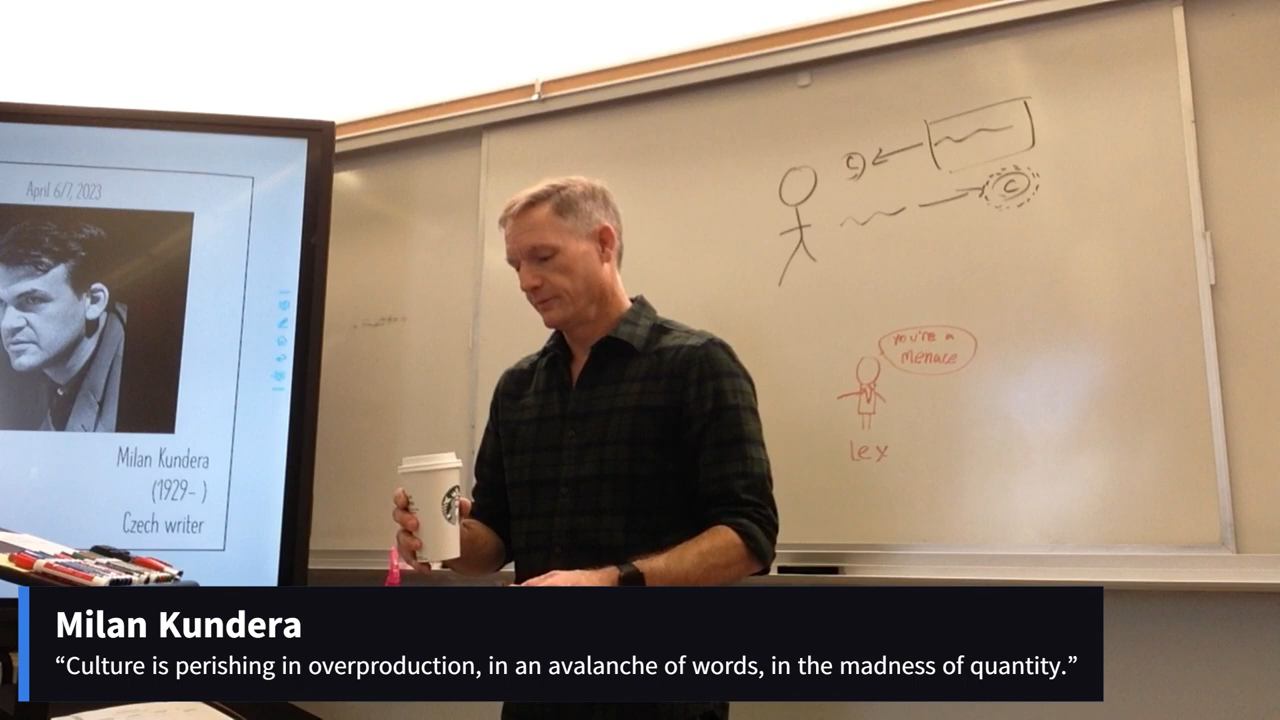 April 6/7, 2023
Milan Kundera
(1929– )
Czech writer
C
C
you're a
menace
lex
Milan Kundera
“Culture is perishing in overproduction, in an avalanche of words, in the madness of quantity.”